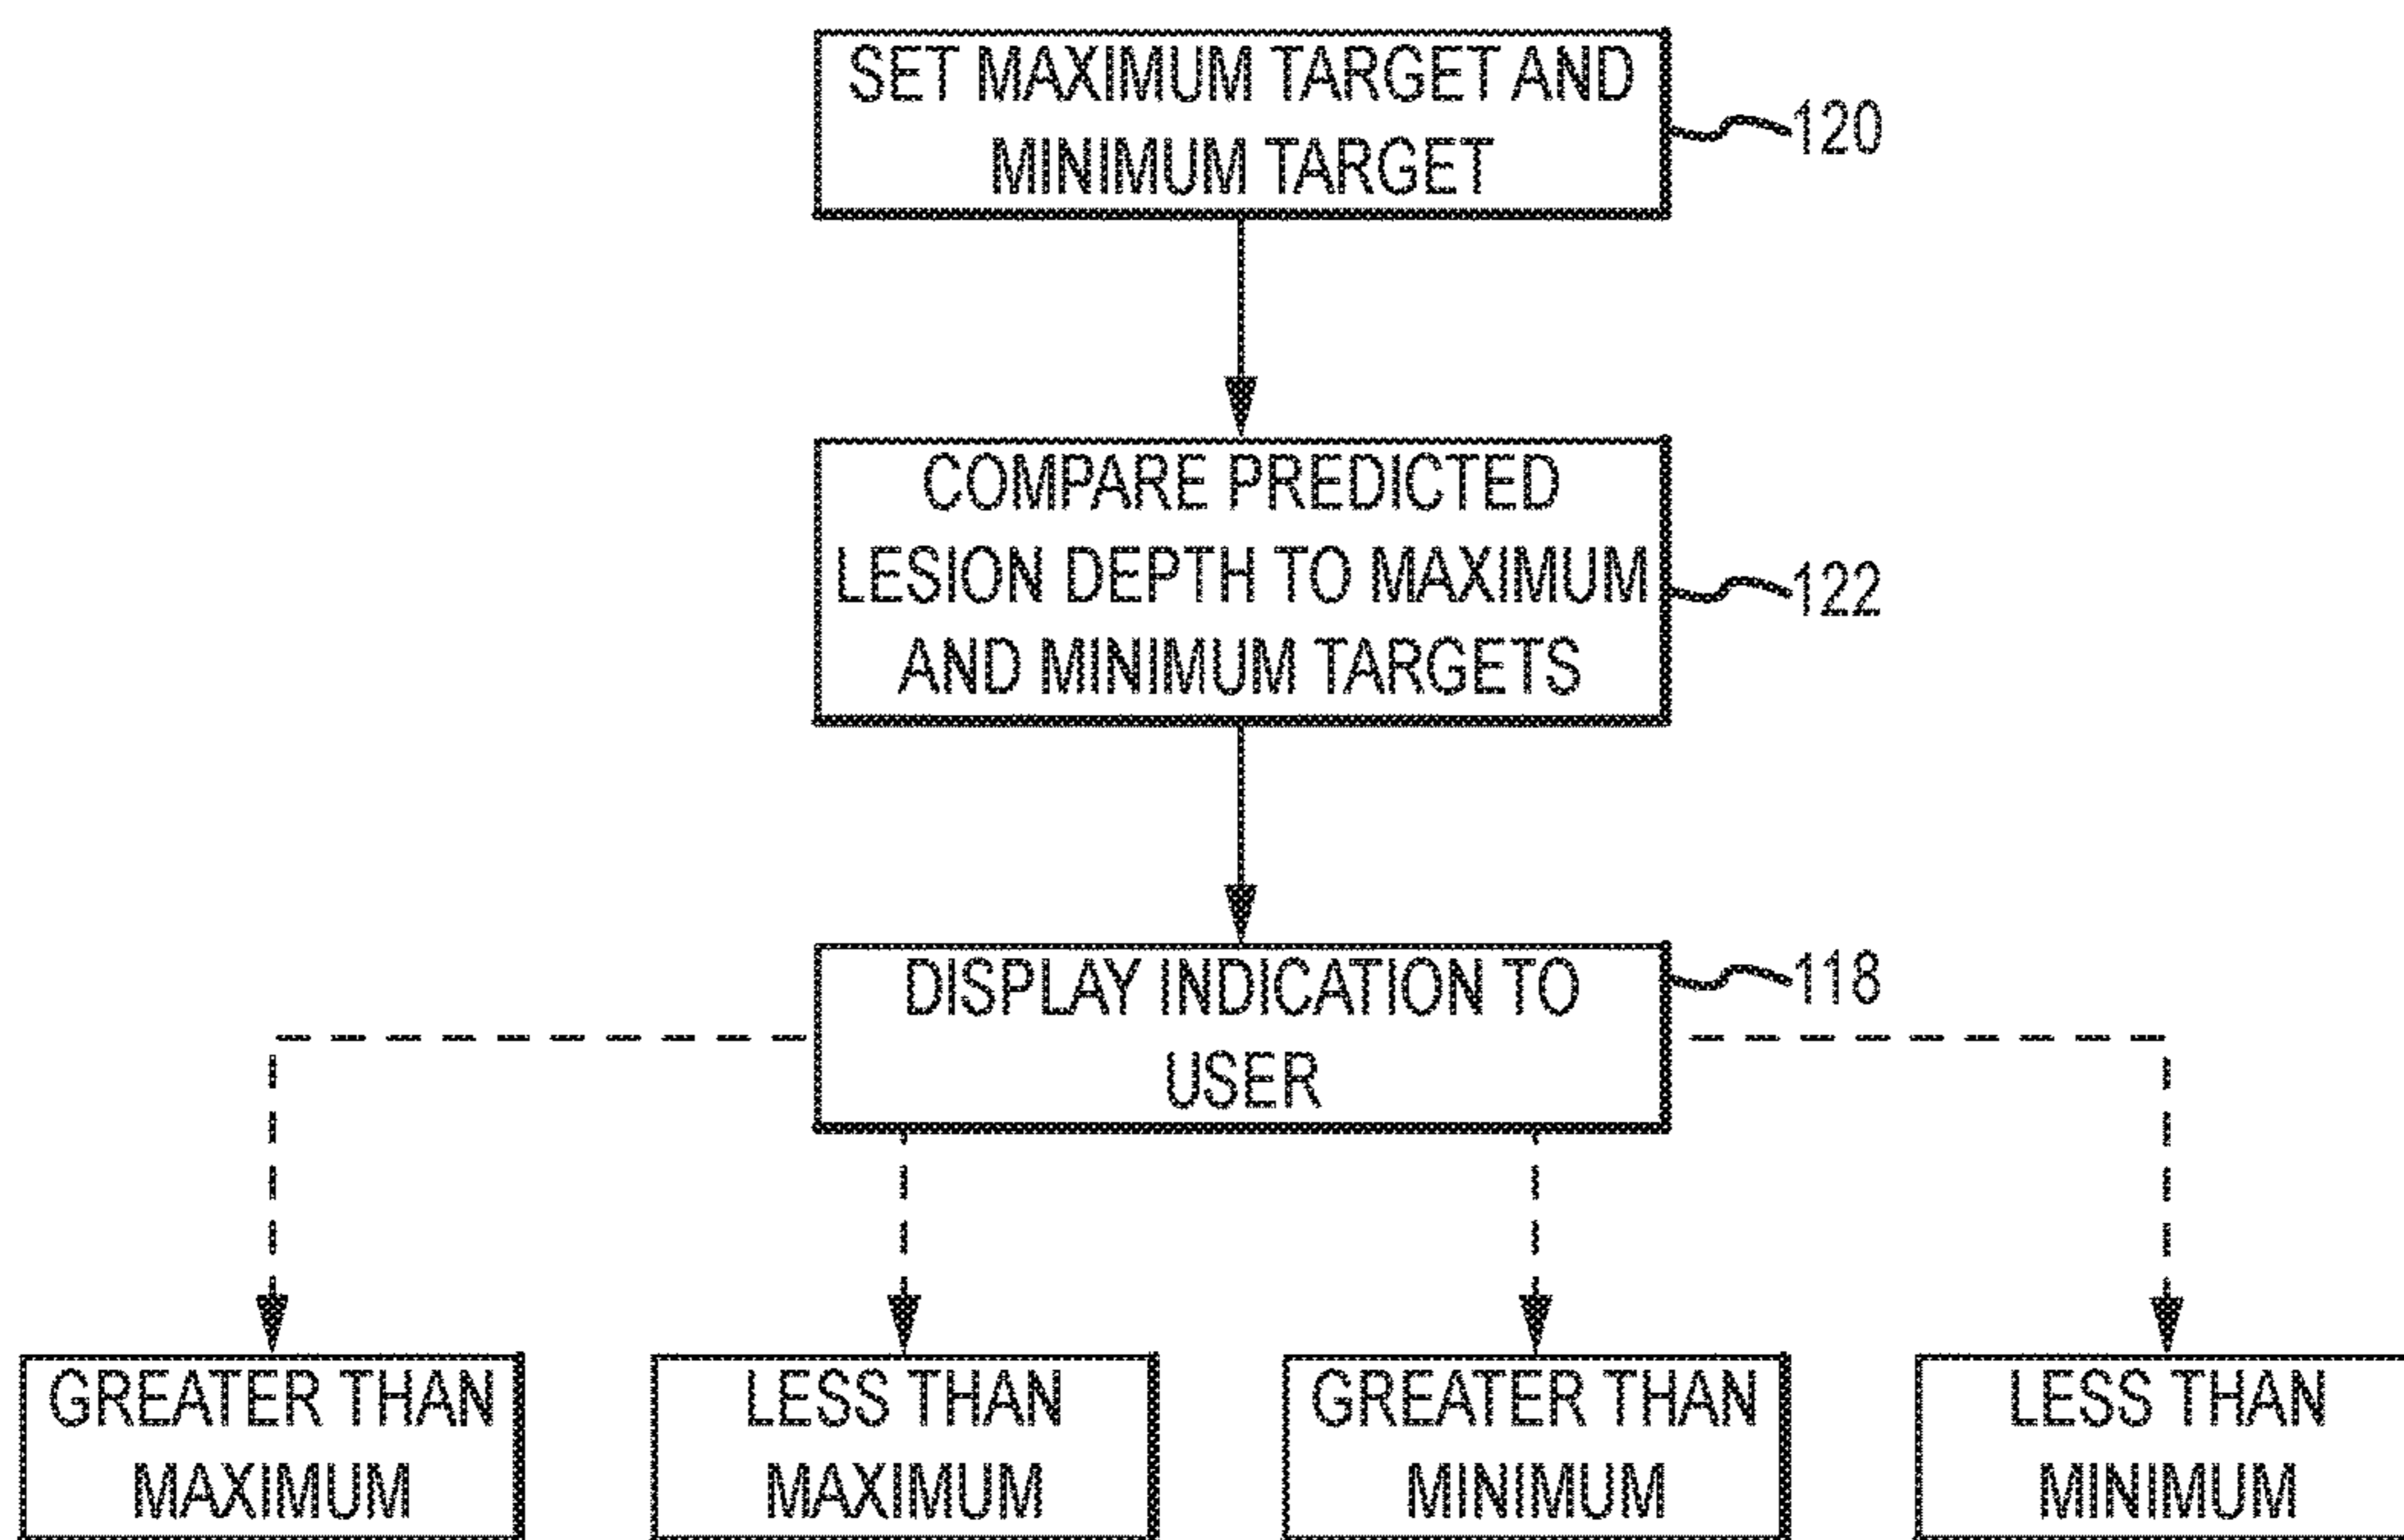 SET MAXIMUM TARGET AND
MINIMUM TARGET
120
COMPARE PREDICTED
LESION DEPTH TO MAXIMUM
AND MINIMUM TARGETS
122
DISPLAY INDICATION TO
USER
118
GREATER THAN
MAXIMUM
LESS THAN
MAXIMUM
GREATER THAN
MINIMUM
LESS THAN
MINIMUM